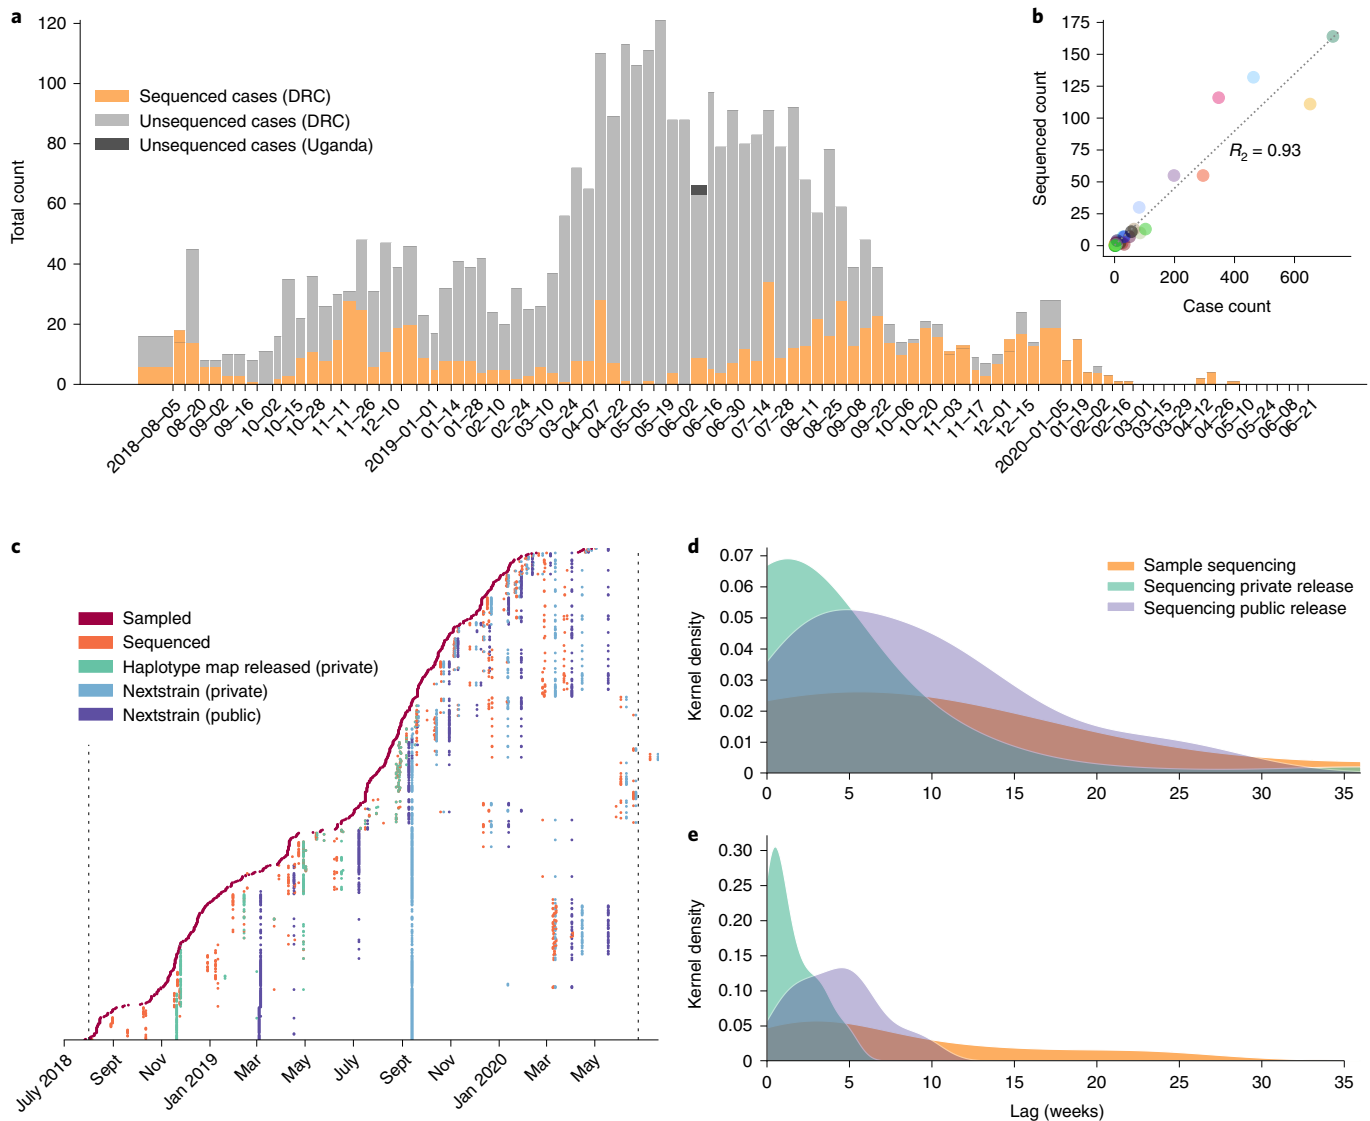 a
120
100
80
60
40
20
0
Total count
Sequenced cases (DRC)
Unsequenced cases (DRC)
Unsequenced cases (Uganda)
2018–08–05
08–20
09–02
09–16
10–02
10–15
10–28
11–11
11–26
12–10
2019–01–01
01–14
01–28
02–10
02–24
03–10
03–24
04–07
04–22
05–05
05–19
06–02
06–16
06–30
07–14
07–28
08–11
08–25
09–08
09–22
10–06
10–20
11–03
11–17
12–01
12–15
2020–01–05
01–19
02–02
02–16
03–01
03–15
03–29
04–12
04–26
05–10
05–24
06–08
06–21
b
175
150
125
100
75
50
25
0
Sequenced count
R2 = 0.93
0 200 400 600
Case count
c
Sampled
Sequenced
Haplotype map released (private)
Nextstrain (private)
Nextstrain (public)
July 2018
Sept
Nov
Jan 2019
Mar
May
July
Sept
Nov
Jan 2020
Mar
May
d
0.07
0.06
0.05
0.04
0.03
0.02
0.01
0
Kernel density
Sample sequencing
Sequencing private release
Sequencing public release
0 5 10 15 20 25 30 35
e
0.30
0.25
0.20
0.15
0.10
0.05
0
Kernel density
0 5 10 15 20 25 30 35
Lag (weeks)